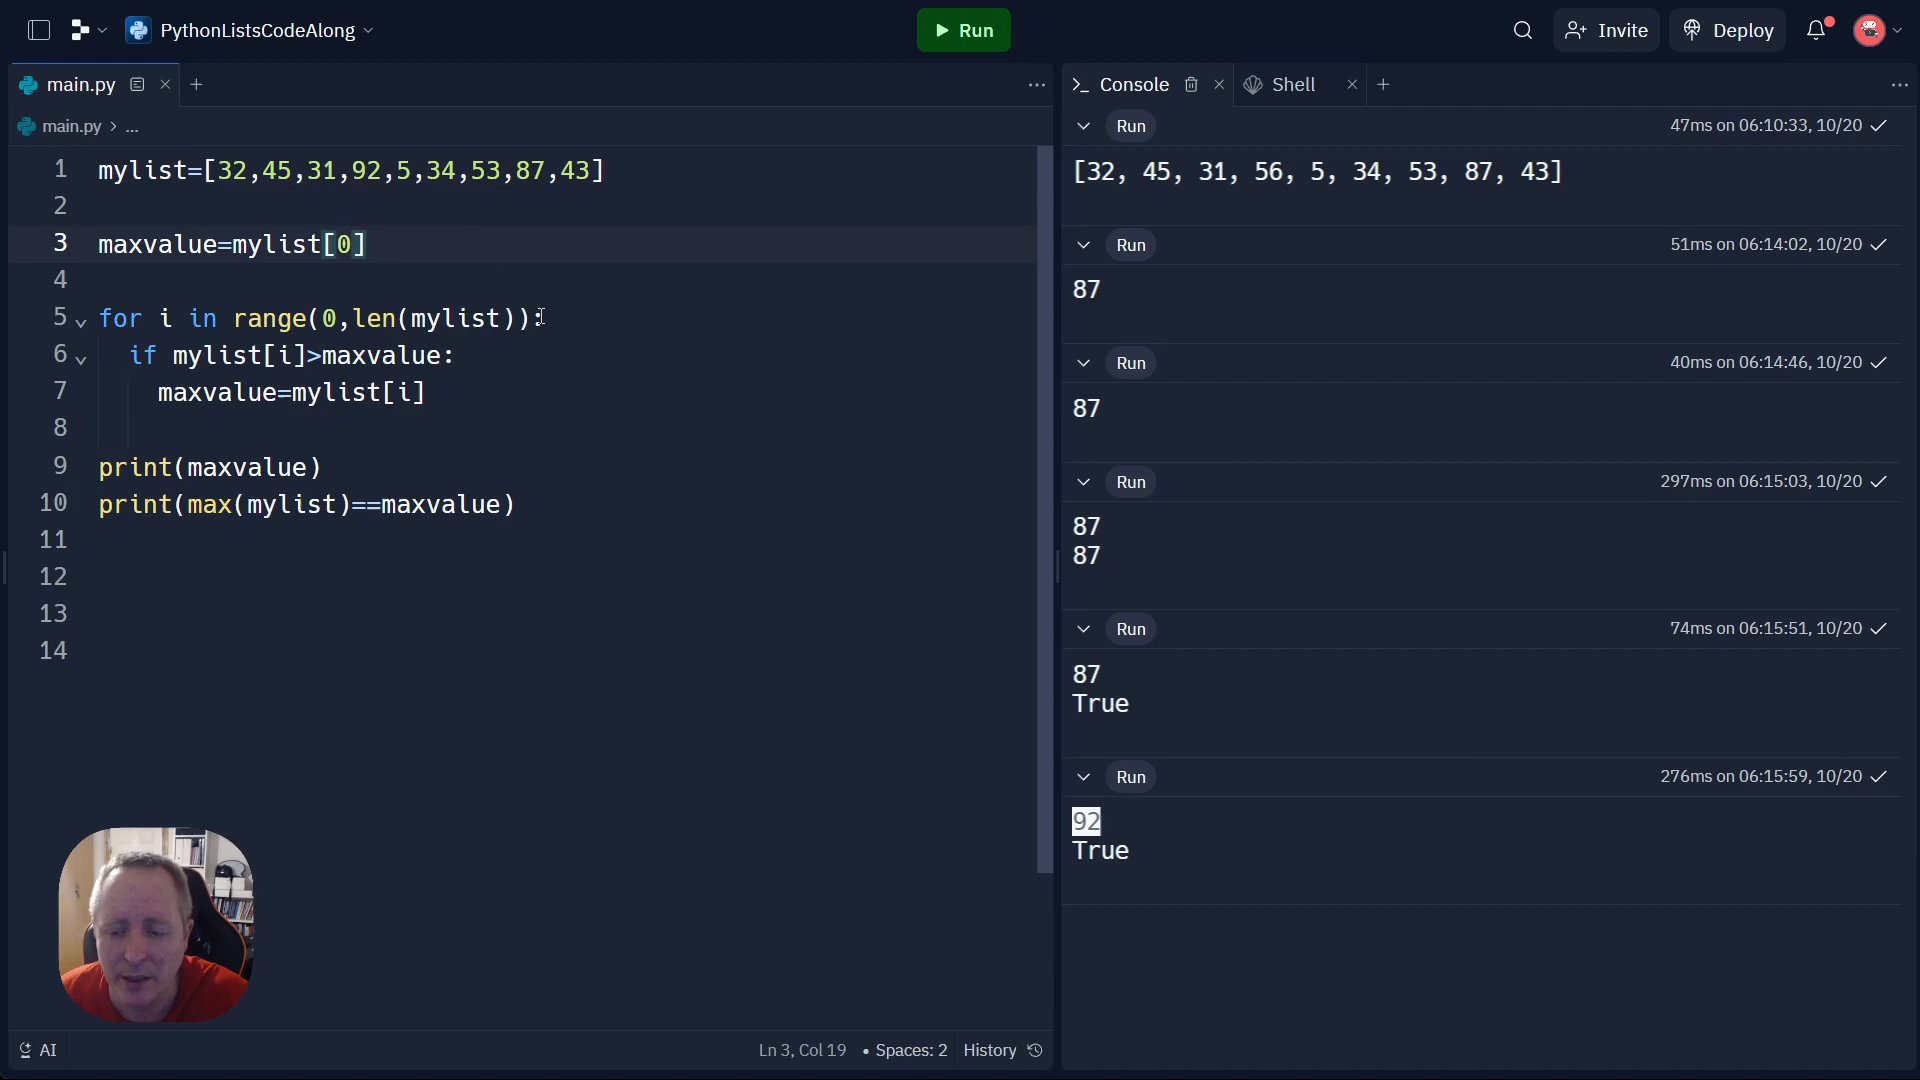 PythonListsCodeAlong
Run
Invite
Deploy
main.py
Console
Shell
main.py > ...
1 mylist=[32,45,31,92,5,34,53,87,43]
2
3 maxvalue=mylist[0]
4
5 for i in range(0,len(mylist)):
6 if mylist[i]>maxvalue:
7 maxvalue=mylist[i]
8
9 print(maxvalue)
10 print(max(mylist)==maxvalue)
11
12
13
14
Run 47ms on 06:10:33, 10/20
[32, 45, 31, 56, 5, 34, 53, 87, 43]
Run 51ms on 06:14:02, 10/20
87
Run 40ms on 06:14:46, 10/20
87
Run 297ms on 06:15:03, 10/20
87
87
Run 74ms on 06:15:51, 10/20
87
True
Run 276ms on 06:15:59, 10/20
92
True
AI
Ln 3, Col 19 • Spaces: 2 History